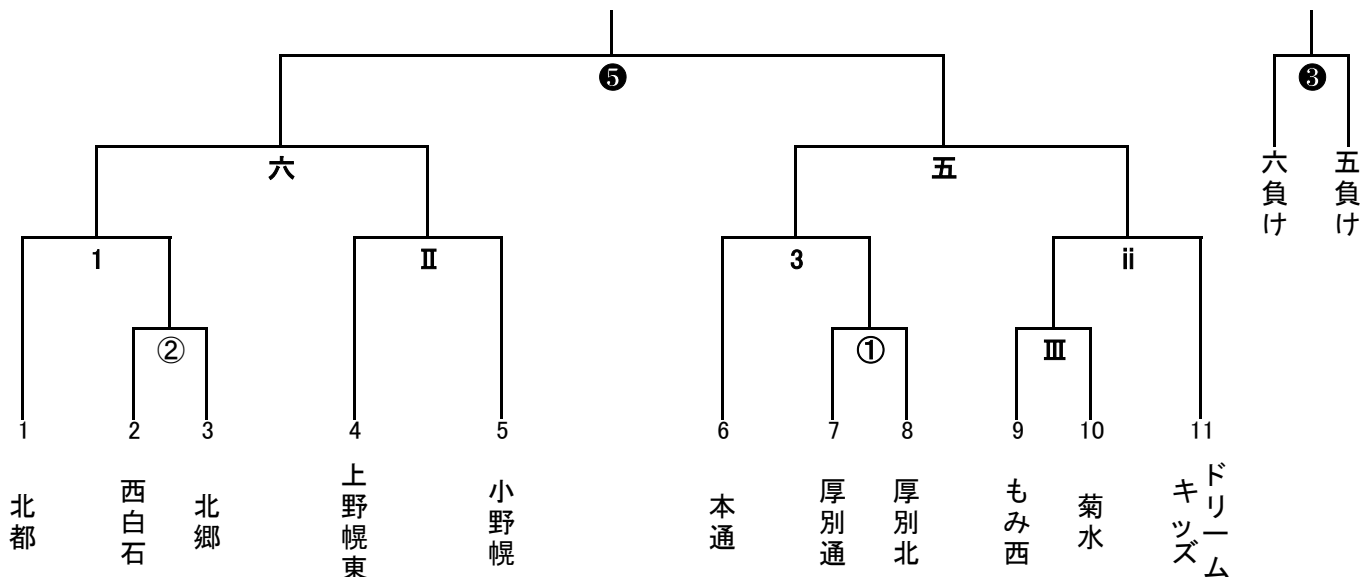 ❺
❸
六
五
六負け
五負け
1
Ⅱ
3
ⅱ
②
①
Ⅲ
1
2
3
4
5
6
7
8
9
10
11
北都
西白石
北郷
上野幌東
小野幌
本通
厚別通
厚別北
もみ西
菊水
ドリーム
キッズ